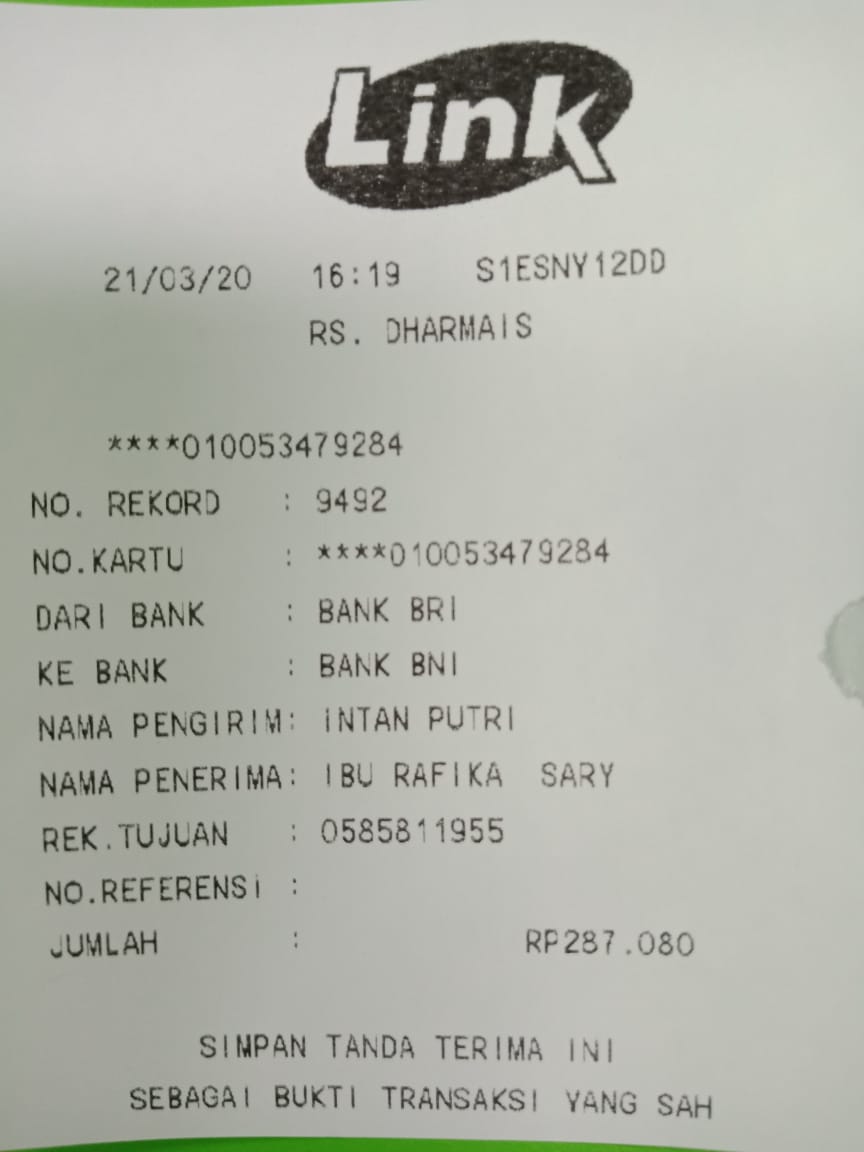 Link
21/03/20 16:19 S1ESNY12DD
RS. DHARMAIS
****010053479284
NO. REKORD : 9492
NO.KARTU : ****010053479284
DARI BANK : BANK BRI
KE BANK : BANK BNI
NAMA PENGIRIM: INTAN PUTRI
NAMA PENERIMA: IBU RAFIKA SARY
REK.TUJUAN : 0585811955
NO.REFERENSI :
JUMLAH : RP287.080
SIMPAN TANDA TERIMA INI
SEBAGAI BUKTI TRANSAKSI YANG SAH